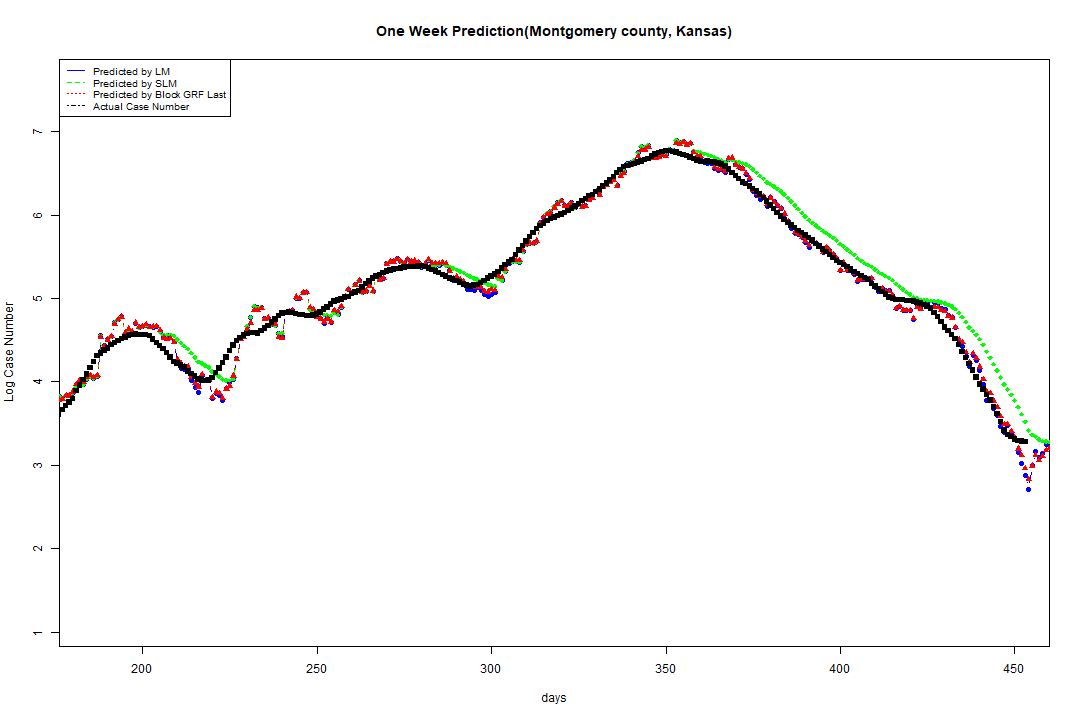 One Week Prediction(Montgomery county, Kansas)
Predicted by LM
Predicted by SLM
Predicted by Block GRF Last
Actual Case Number
7
6
5
4
3
2
1
Log Case Number
200 250 300 350 400 450
days